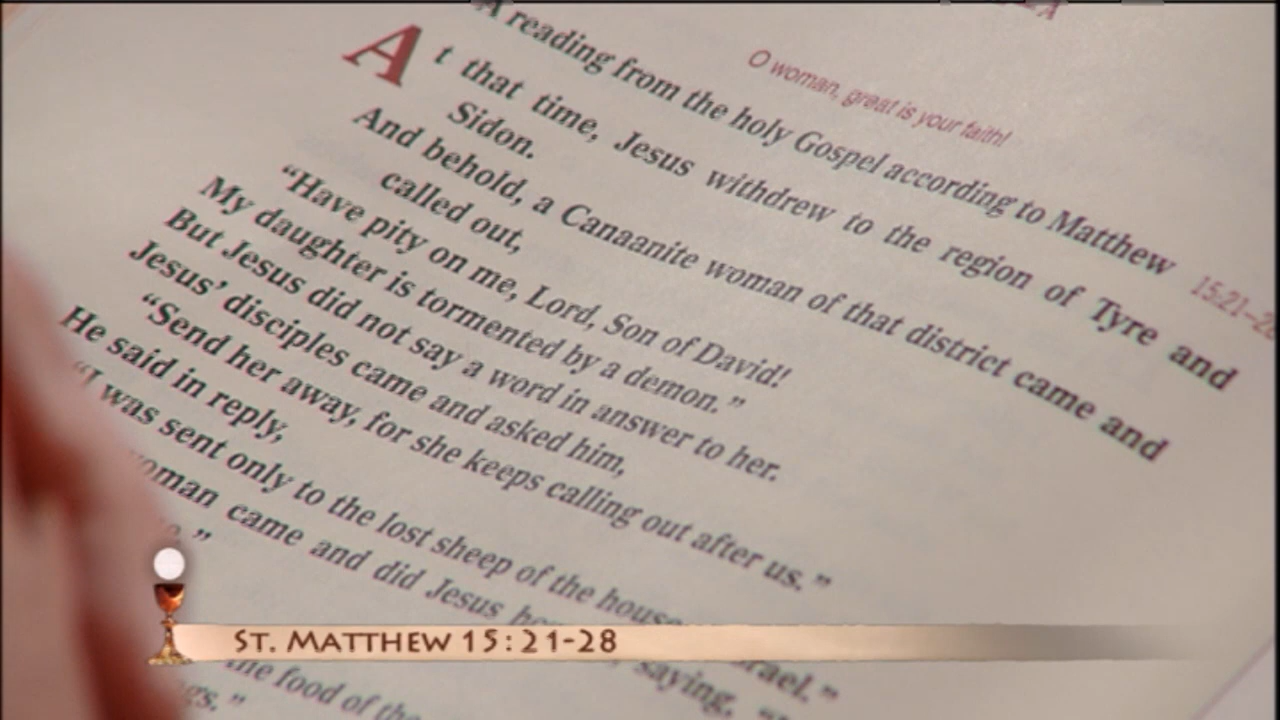 O woman, great is your faith!
A reading from the holy Gospel according to Matthew 15:21–28
At that time, Jesus withdrew to the region of Tyre and
Sidon.
And behold, a Canaanite woman of that district came and
called out,
“Have pity on me, Lord, Son of David!
My daughter is tormented by a demon.”
But Jesus did not say a word in answer to her.
Jesus’ disciples came and asked him,
“Send her away, for she keeps calling out after us.”
He said in reply,
“I was sent only to the lost sheep of the house
woman came and did Jesus saying,
the food of the
ST. MATTHEW 15:21-28